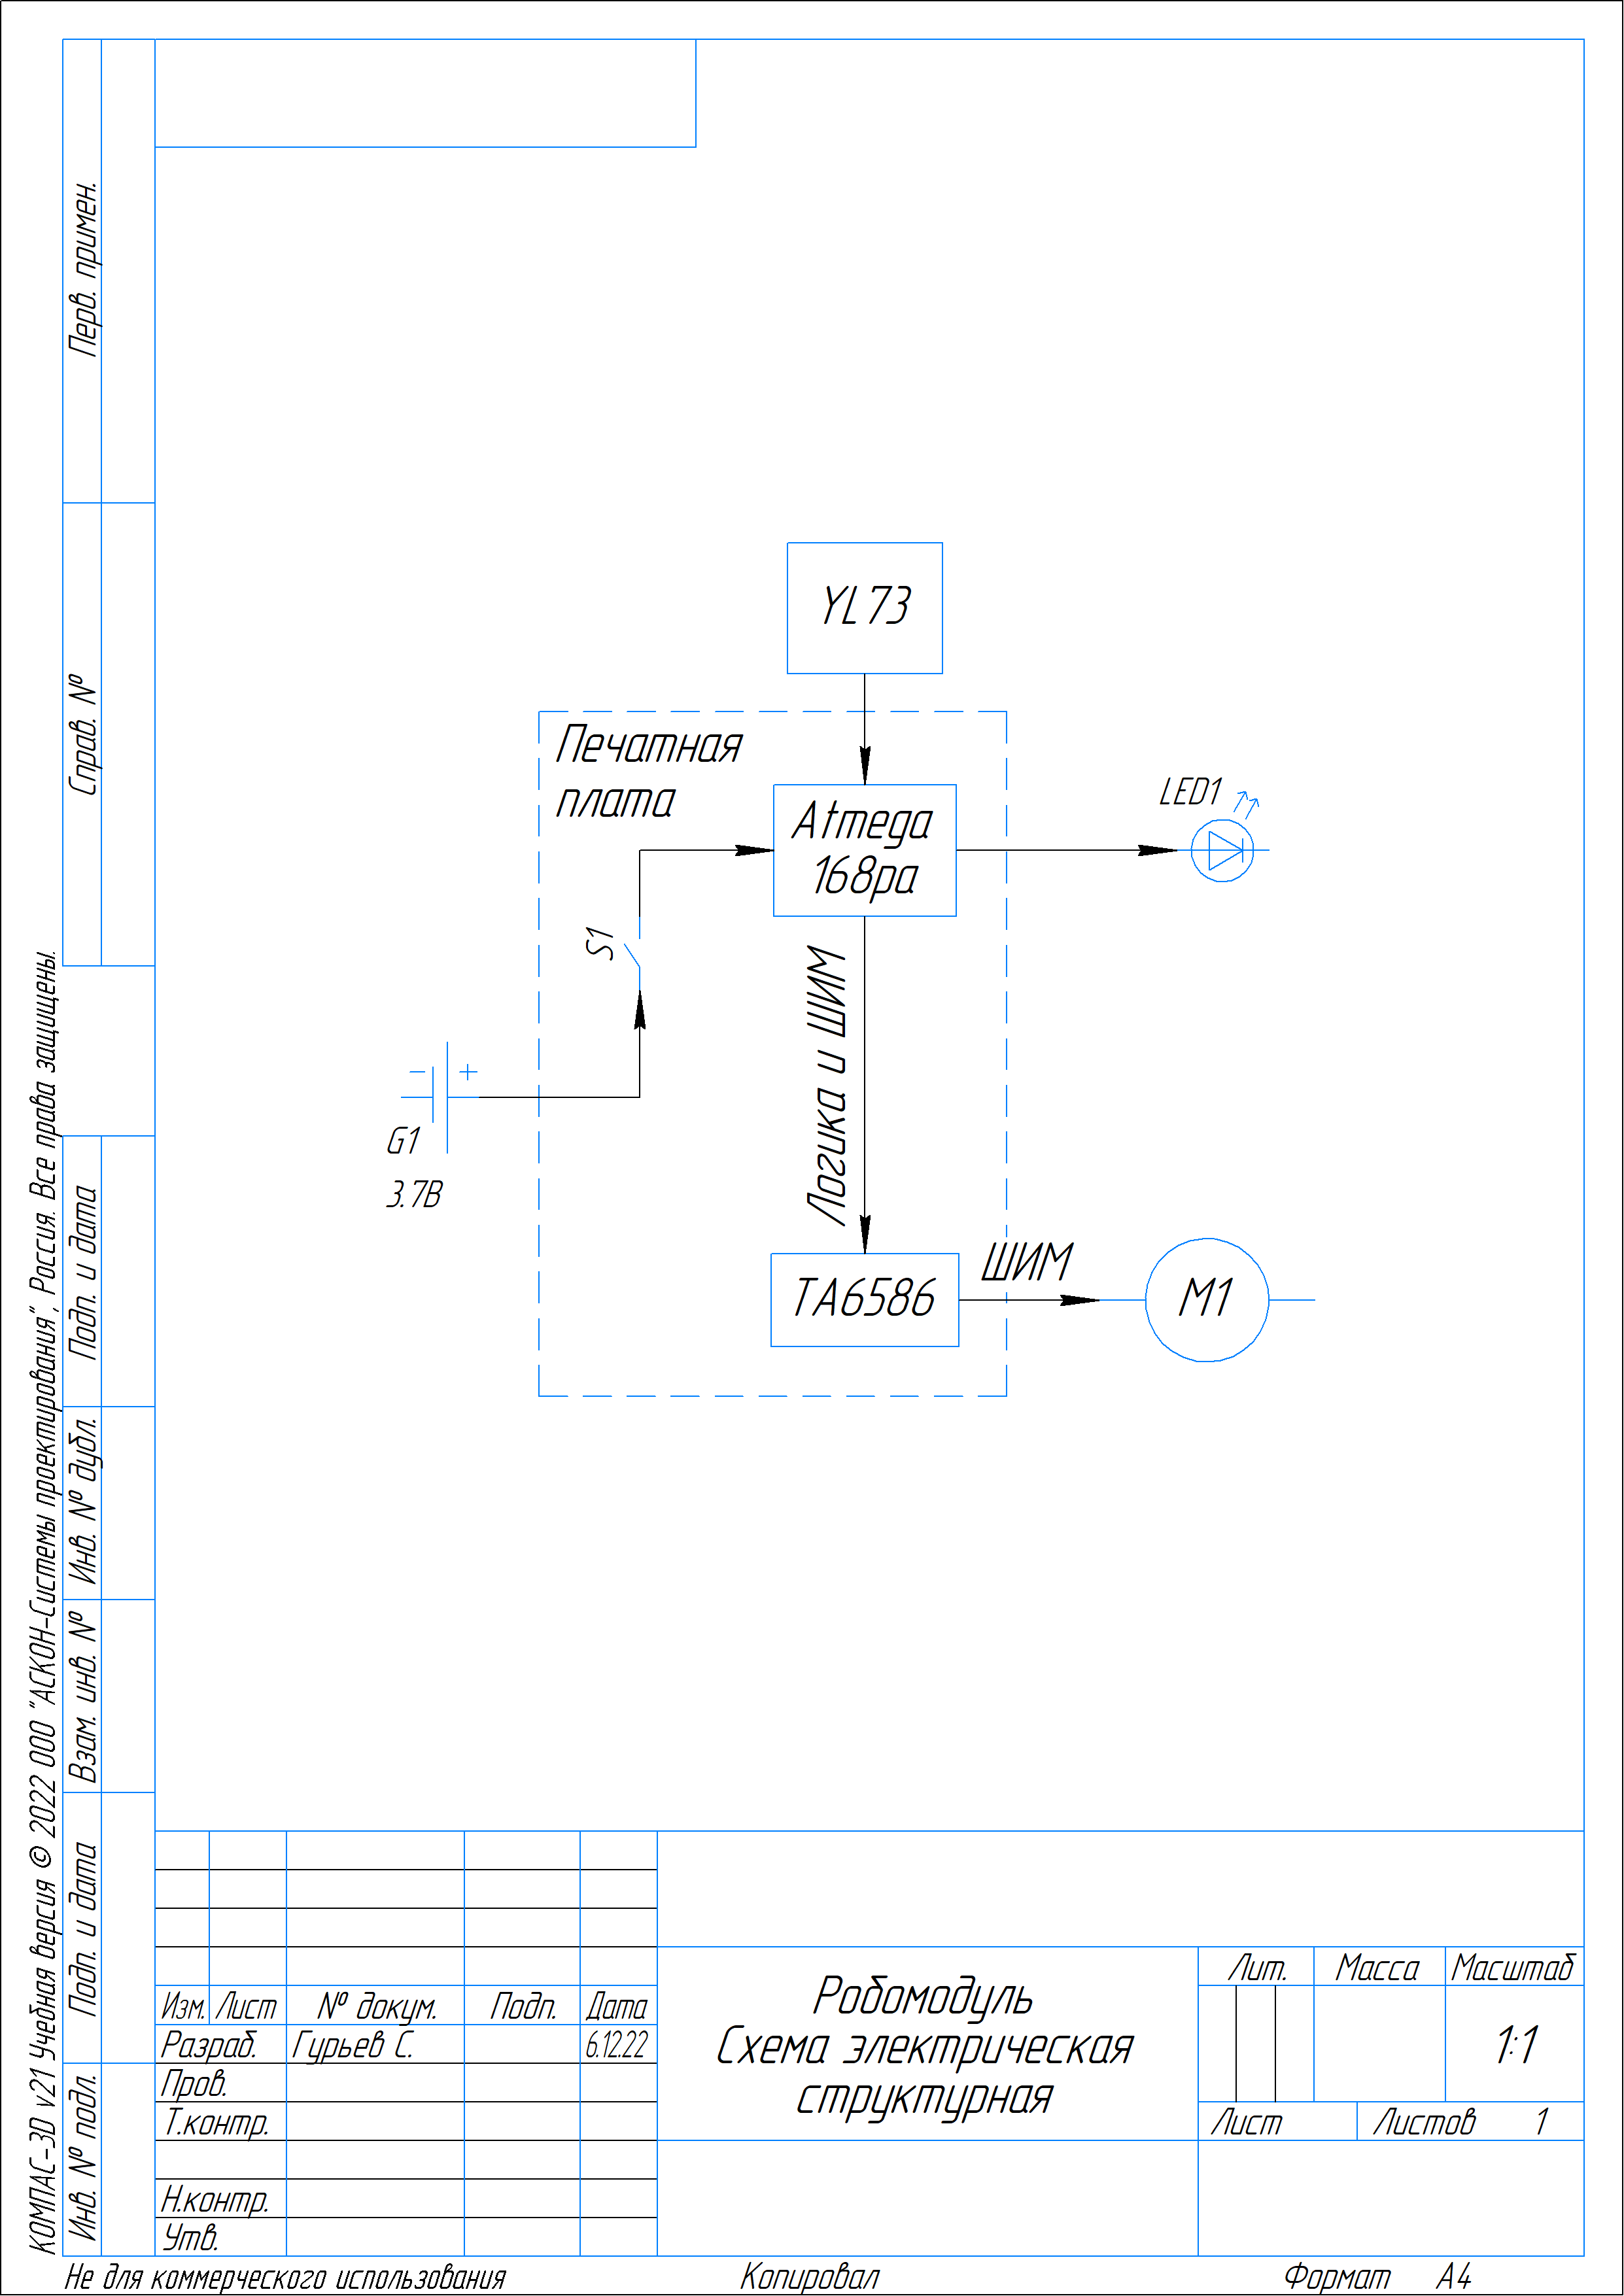 Перв. примен.
Справ. №
Подп. и дата
Инв. № дубл.
Взам. инв. №
Подп. и дата
Инв. № подл.
КОМПАС-3D v21 Учебная версия © 2022 ООО "АСКОН-Системы проектирования", Россия. Все права защищены.
YL73
Печатная
плата
Atmega
168pa
LED1
S1
Логика и ШИМ
G1
3.7В
TA6586
ШИМ
М1
Изм. Лист № докум. Подп. Дата
Разраб. Гурьев С. 6.12.22
Пров.
Т.контр.
Н.контр.
Утв.
Робомодуль
Схема электрическая
структурная
Лит. Масса Масштаб
1:1
Лист Листов 1
Не для коммерческого использования
Копировал
Формат А4